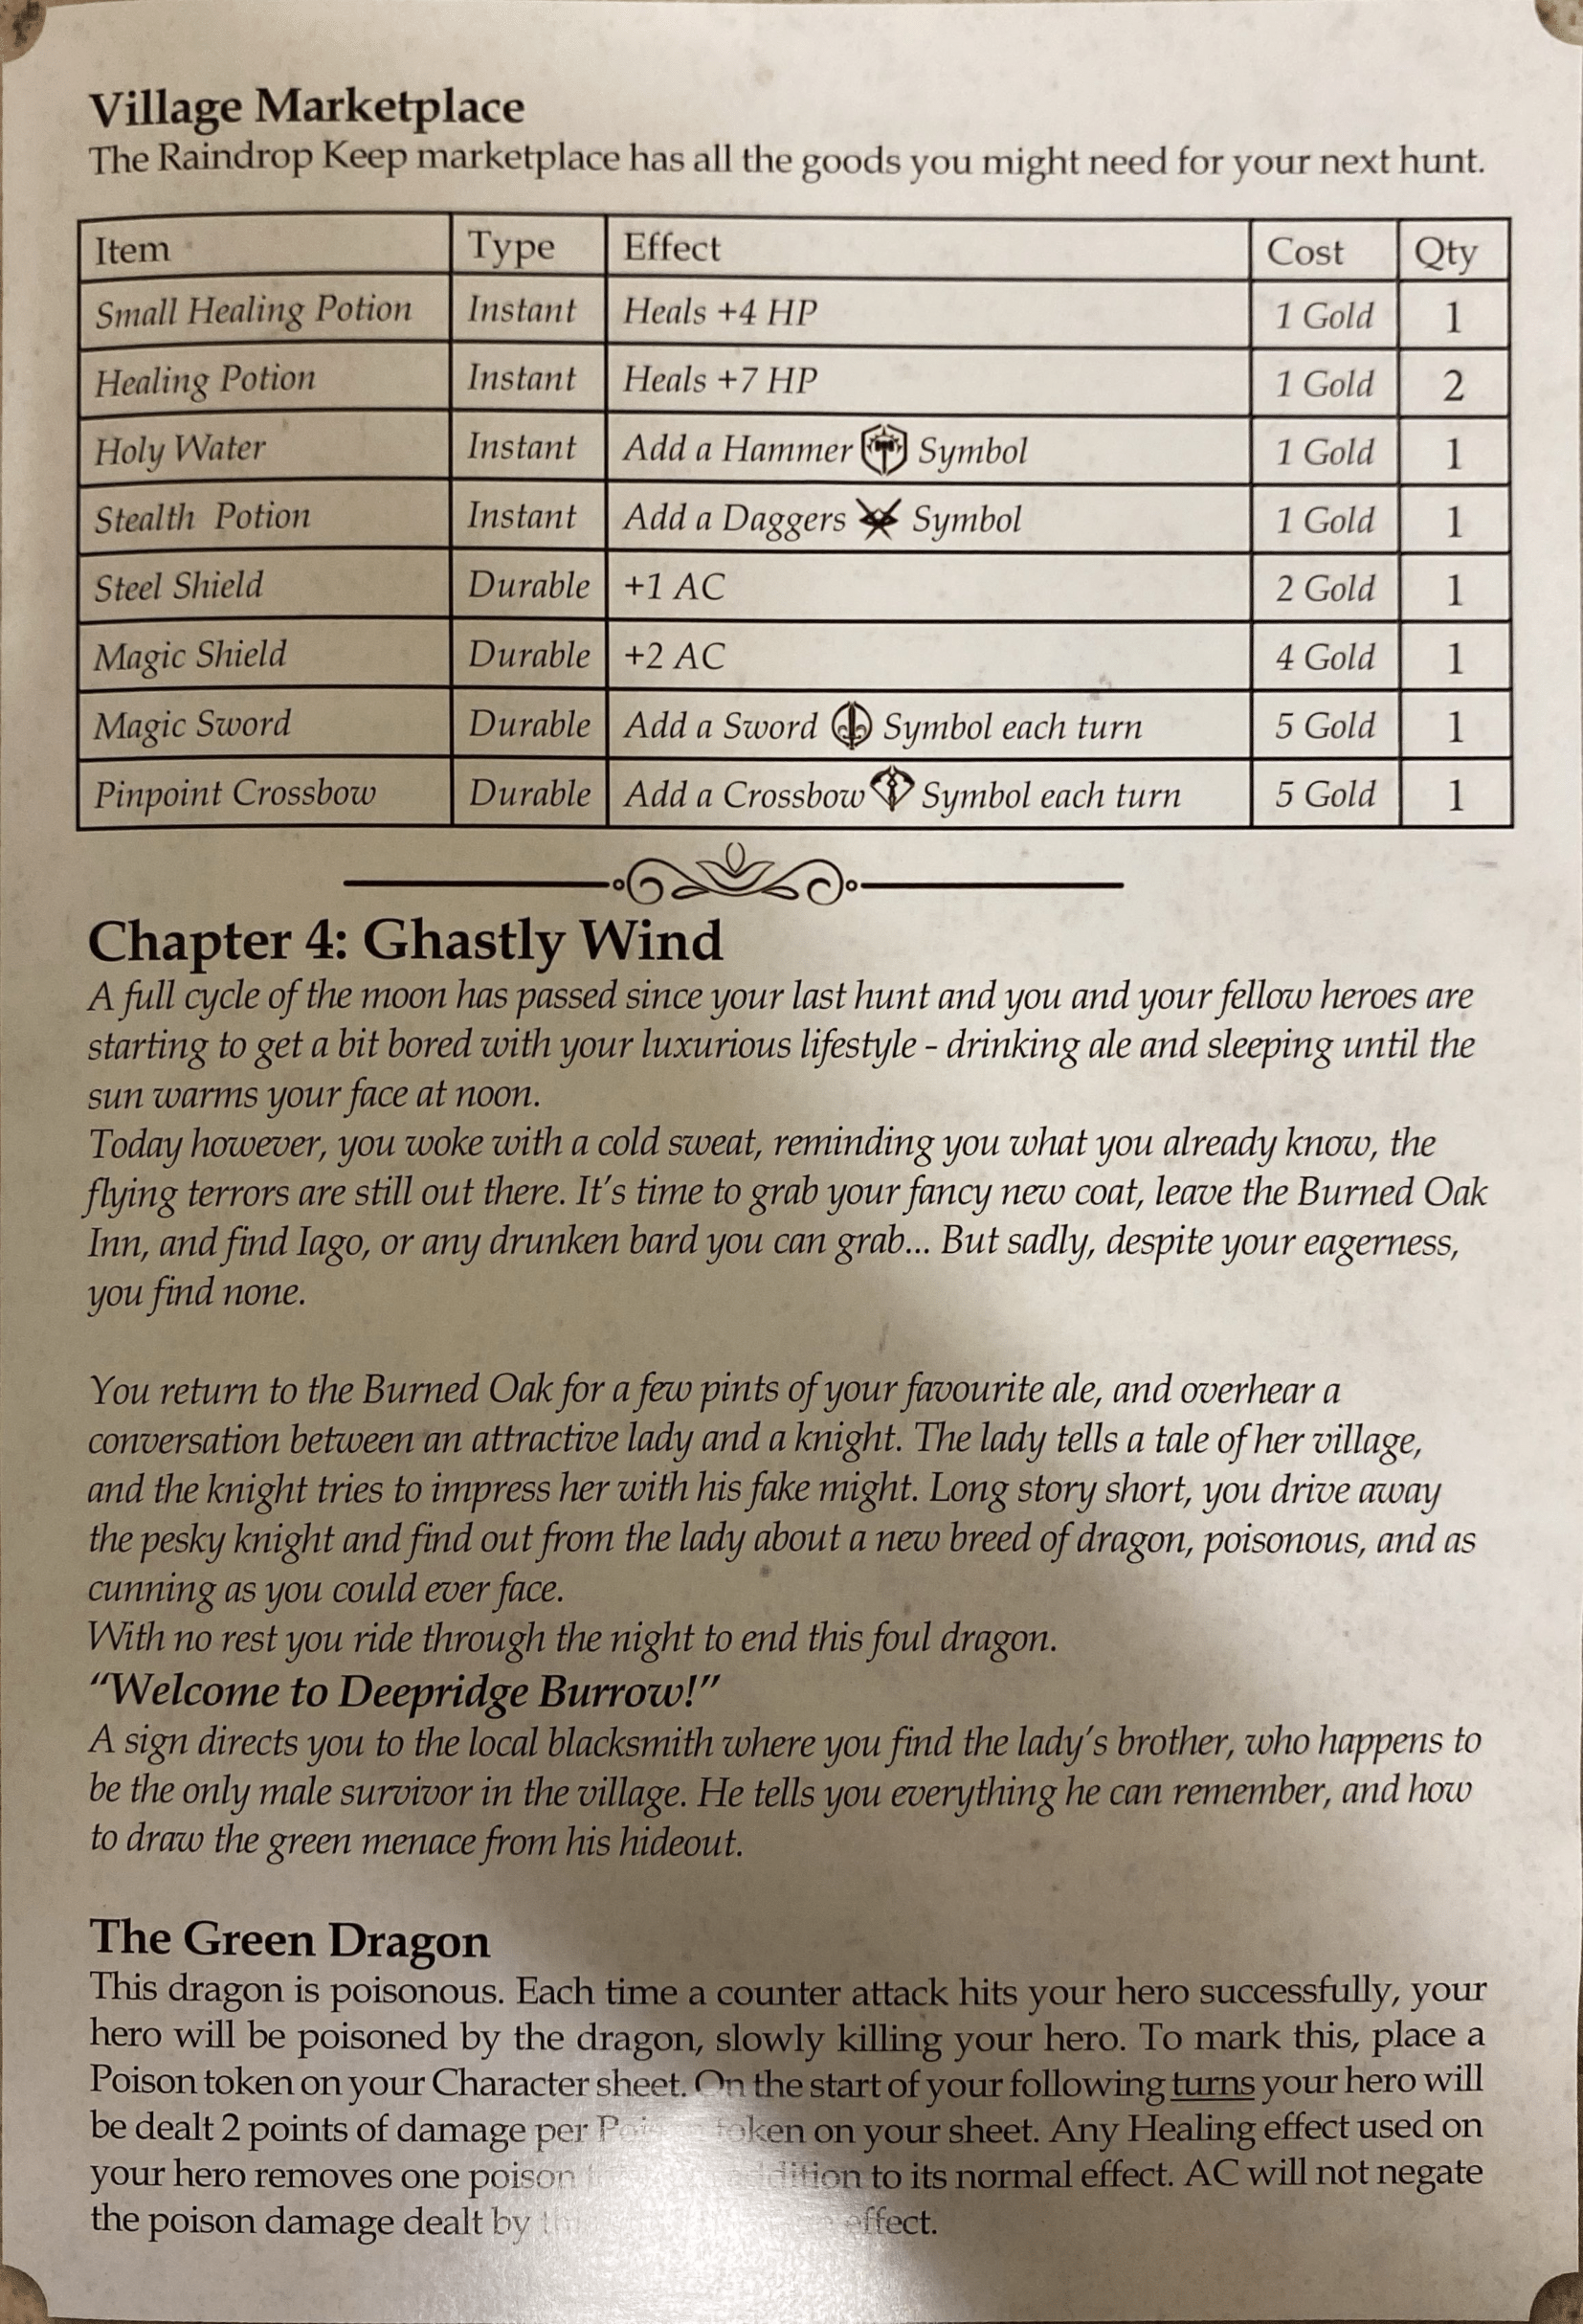 Village Marketplace
The Raindrop Keep marketplace has all the goods you might need for your next hunt.
Item Type Effect Cost Qty
Small Healing Potion Instant Heals +4 HP 1 Gold 1
Healing Potion Instant Heals +7 HP 1 Gold 2
Holy Water Instant Add a Hammer Symbol 1 Gold 1
Stealth Potion Instant Add a Daggers Symbol 1 Gold 1
Steel Shield Durable +1 AC 2 Gold 1
Magic Shield Durable +2 AC 4 Gold 1
Magic Sword Durable Add a Sword Symbol each turn 5 Gold 1
Pinpoint Crossbow Durable Add a Crossbow Symbol each turn 5 Gold 1
Chapter 4: Ghastly Wind
A full cycle of the moon has passed since your last hunt and you and your fellow heroes are
starting to get a bit bored with your luxurious lifestyle - drinking ale and sleeping until the
sun warms your face at noon.
Today however, you woke with a cold sweat, reminding you what you already know, the
flying terrors are still out there. It's time to grab your fancy new coat, leave the Burned Oak
Inn, and find Iago, or any drunken bard you can grab... But sadly, despite your eagerness,
you find none.
You return to the Burned Oak for a few pints of your favourite ale, and overhear a
conversation between an attractive lady and a knight. The lady tells a tale of her village,
and the knight tries to impress her with his fake might. Long story short, you drive away
the pesky knight and find out from the lady about a new breed of dragon, poisonous, and as
cunning as you could ever face.
With no rest you ride through the night to end this foul dragon.
"Welcome to Deepridge Burrow!"
A sign directs you to the local blacksmith where you find the lady's brother, who happens to
be the only male survivor in the village. He tells you everything he can remember, and how
to draw the green menace from his hideout.
The Green Dragon
This dragon is poisonous. Each time a counter attack hits your hero successfully, your
hero will be poisoned by the dragon, slowly killing your hero. To mark this, place a
Poison token on your Character sheet. On the start of your following turns your hero will
be dealt 2 points of damage per token on your sheet. Any Healing effect used on
your hero removes one poison to its normal effect. AC will not negate
the poison damage dealt by effect.